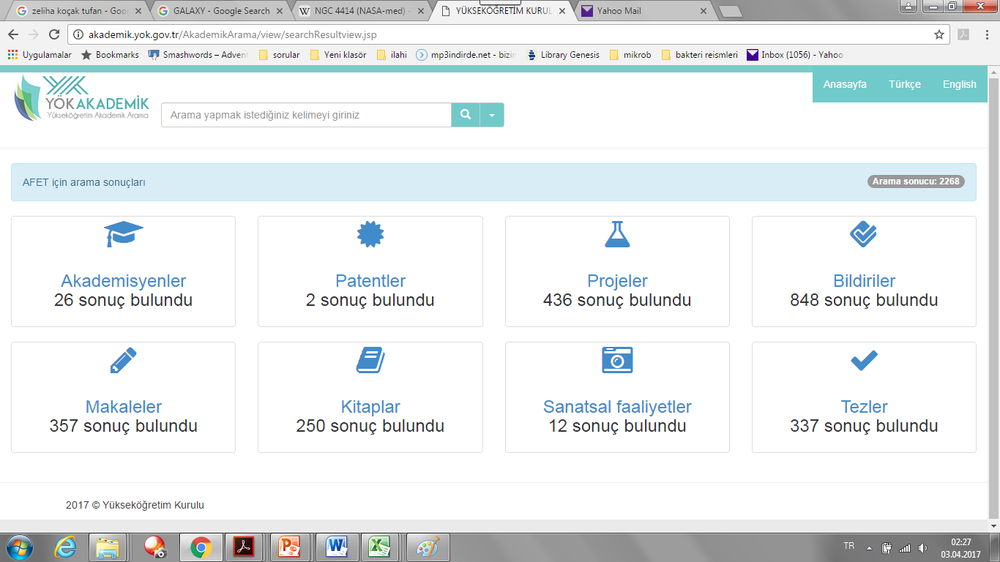 zeliha koçak tufan - Goo
GALAXY - Google Search
NGC 4414 (NASA-med) -
YÜKSEKÖĞRETİM KURUL
Yahoo Mail
akademik.yok.gov.tr/AkademikArama/view/searchResultview.jsp
Uygulamalar
Bookmarks
Smashwords – Advent
sorular
Yeni klasör
ilahi
mp3indirde.net - bizin
Library Genesis
mikrob
bakteri reismleri
Inbox (1056) - Yahoo
Anasayfa
Türkçe
English
YÖKAKADEMİK
Yükseköğretim Akademik Arama
Arama yapmak istediğiniz kelimeyi giriniz
AFET için arama sonuçları
Arama sonucu: 2268
Akademisyenler
26 sonuç bulundu
Patentler
2 sonuç bulundu
Projeler
436 sonuç bulundu
Bildiriler
848 sonuç bulundu
Makaleler
357 sonuç bulundu
Kitaplar
250 sonuç bulundu
Sanatsal faaliyetler
12 sonuç bulundu
Tezler
337 sonuç bulundu
2017 © Yükseköğretim Kurulu
TR
02:27
03.04.2017